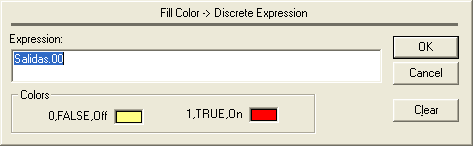 Fill Color -> Discrete Expression
Expression:
Salidas.00
OK
Cancel
Colors
0,FALSE,Off
1,TRUE,On
Clear